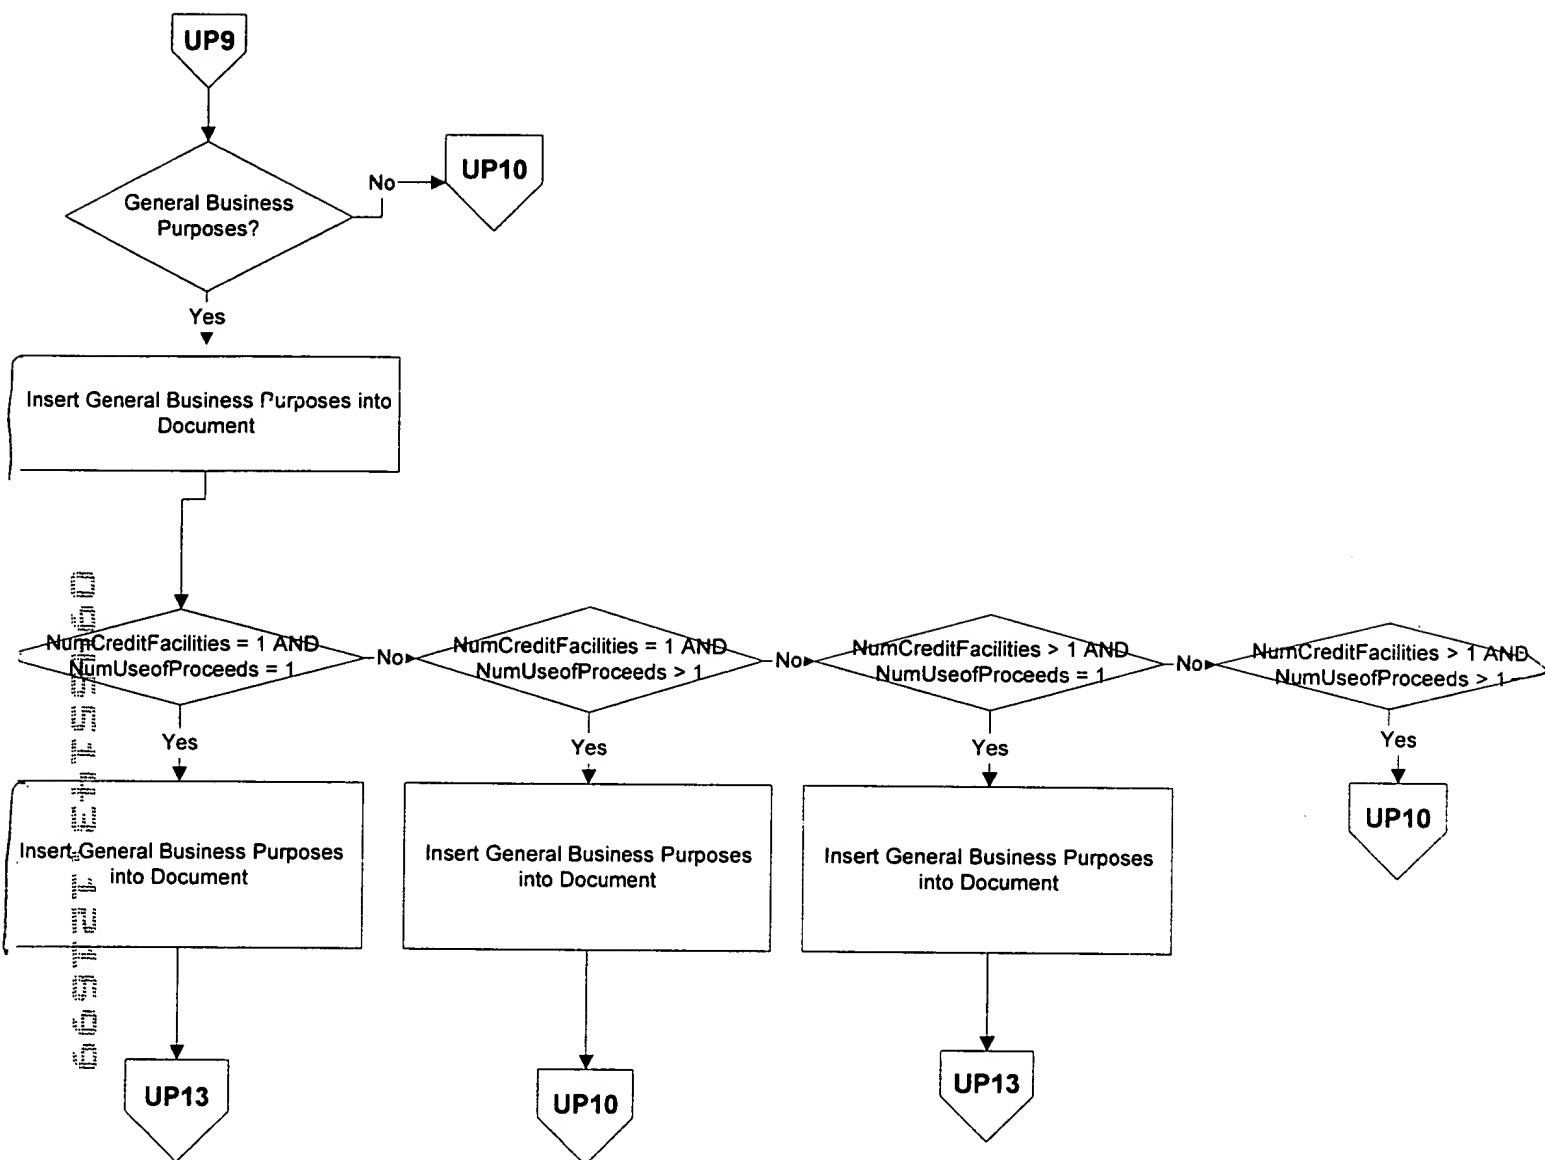 UP9
UP10
No
General Business
Purposes?
Yes
Insert General Business Purposes into
Document
NumCreditFacilities = 1 AND
NumUseofProceeds = 1
No
NumCreditFacilities = 1 AND
NumUseofProceeds > 1
No
NumCreditFacilities > 1 AND
NumUseofProceeds = 1
No
NumCreditFacilities > 1 AND
NumUseofProceeds > 1
Yes
Yes
Yes
Yes
Insert General Business Purposes
into Document
Insert General Business Purposes
into Document
Insert General Business Purposes
into Document
UP10
UP13
UP10
UP13